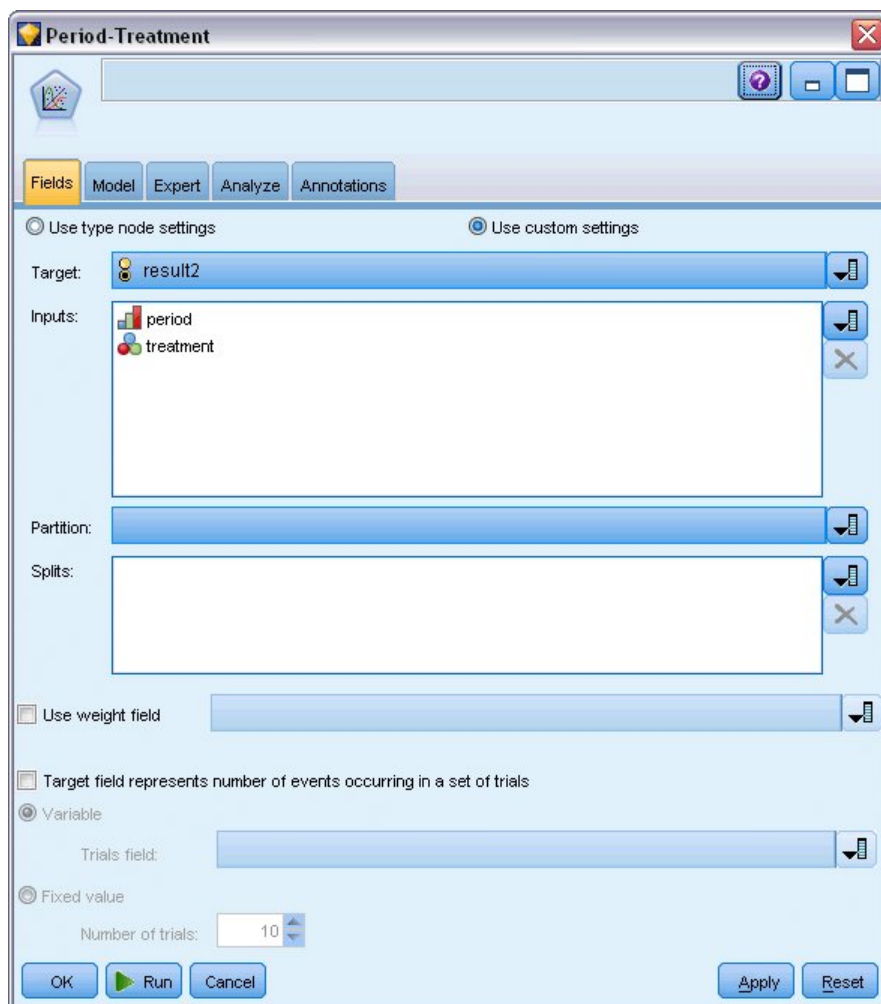 Period-Treatment
Fields Model Expert Analyze Annotations
Use type node settings Use custom settings
Target: result2
Inputs: period
treatment
Partition:
Splits:
Use weight field
Target field represents number of events occurring in a set of trials
Variable
Trials field:
Fixed value
Number of trials: 10
OK Run Cancel Apply Reset